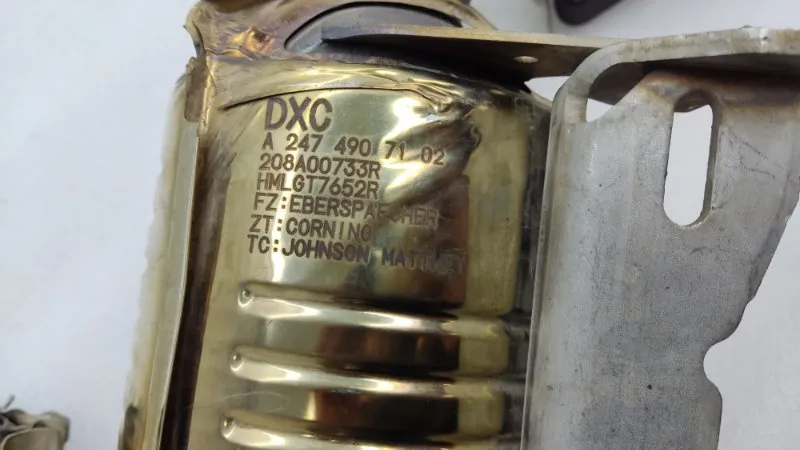 DXC
A 247 490 71 02
208A00733R
HMLGT7652R
FZ:EBERSPAECHER
ZT:CORNING
TC:JOHNSON MATTHEY